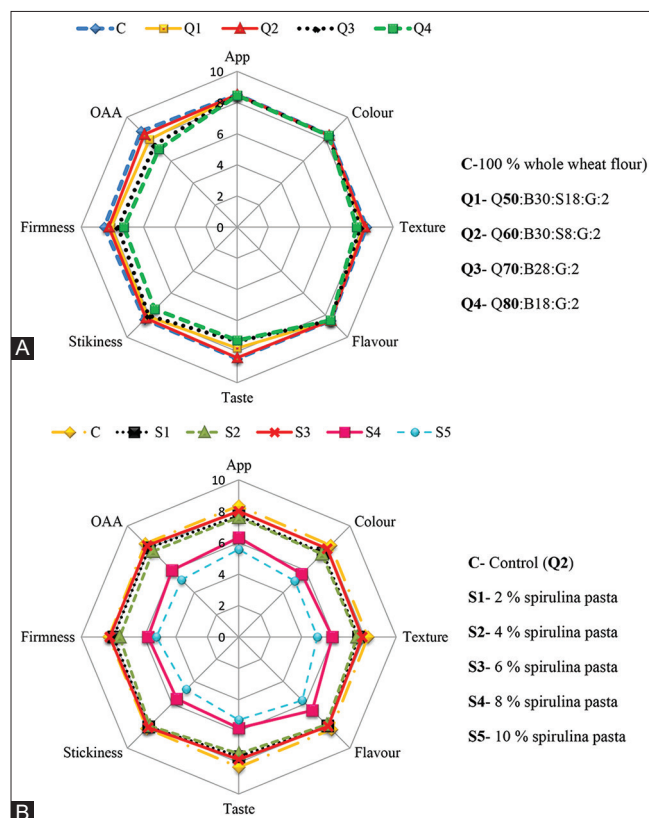 C Q1 Q2 Q3 Q4
App
10
8
6
4
2
0
Colour
Texture
Flavour
Taste
Stikiness
Firmness
OAA
C-100 % whole wheat flour)
Q1- Q50:B30:S18:G:2
Q2- Q60:B30:S8:G:2
Q3- Q70:B28:G:2
Q4- Q80:B18:G:2
A
C S1 S2 S3 S4 S5
App
10
8
6
4
2
0
Colour
Texture
Flavour
Taste
Stickiness
Firmness
OAA
C- Control (Q2)
S1- 2 % spirulina pasta
S2- 4 % spirulina pasta
S3- 6 % spirulina pasta
S4- 8 % spirulina pasta
S5- 10 % spirulina pasta
B